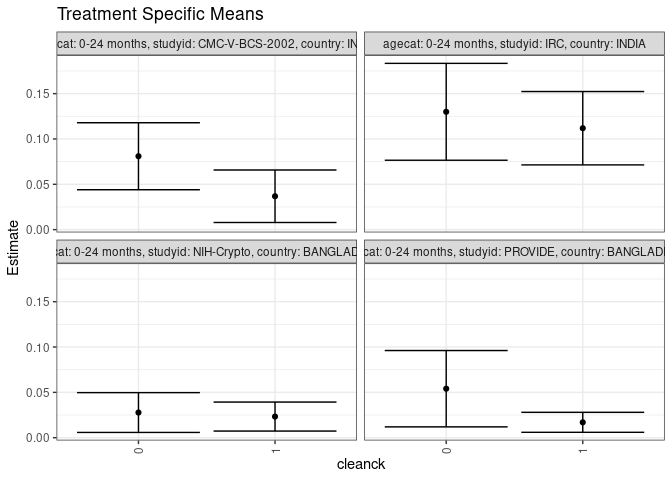 Treatment Specific Means
cat: 0-24 months, studyid: CMC-V-BCS-2002, country: IN
agecat: 0-24 months, studyid: IRC, country: INDIA
0.15
0.10
0.05
0.00
cat: 0-24 months, studyid: NIH-Crypto, country: BANGLAD
cat: 0-24 months, studyid: PROVIDE, country: BANGLADE
0.15
0.10
0.05
0.00
Estimate
0
1
0
1
cleanck